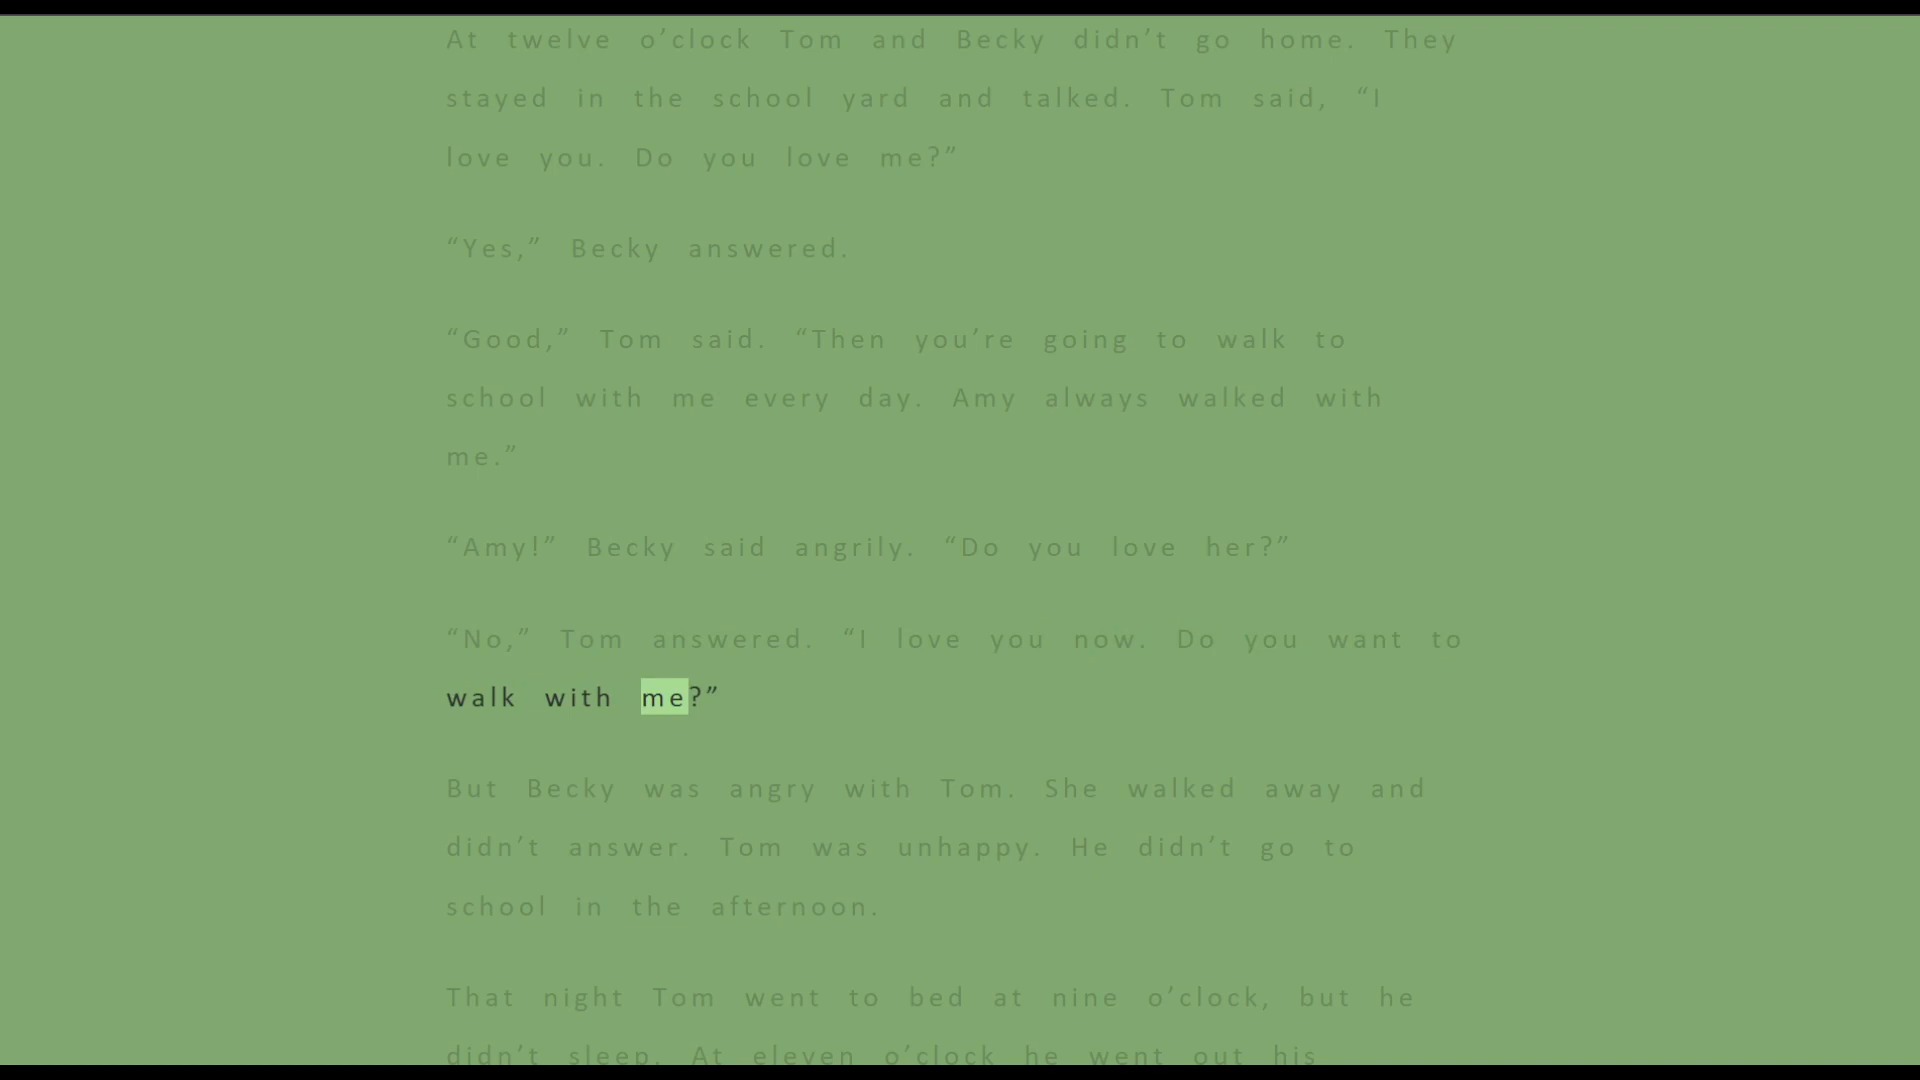 At twelve o’clock Tom and Becky didn’t go home. They
stayed in the school yard and talked. Tom said, “I
love you. Do you love me?”
“Yes,” Becky answered.
“Good,” Tom said. “Then you’re going to walk to
school with me every day. Amy always walked with
me.”
“Amy!” Becky said angrily. “Do you love her?”
“No,” Tom answered. “I love you now. Do you want to
walk with me?”
But Becky was angry with Tom. She walked away and
didn’t answer. Tom was unhappy. He didn’t go to
school in the afternoon.
That night Tom went to bed at nine o’clock, but he
didn’t sleep. At eleven o’clock he went out his